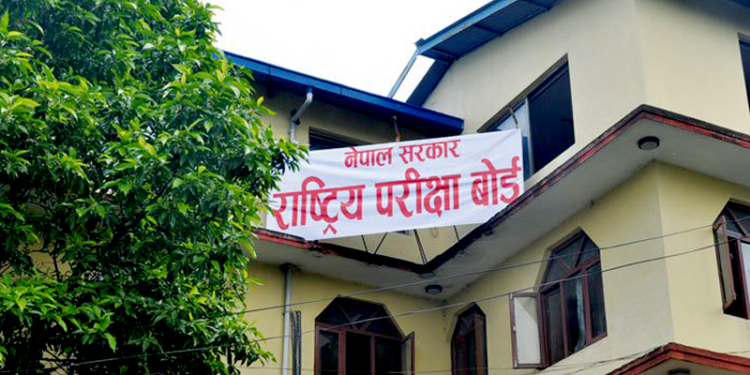 नेपाल सरकार
राष्ट्रिय परीक्षा बोर्ड